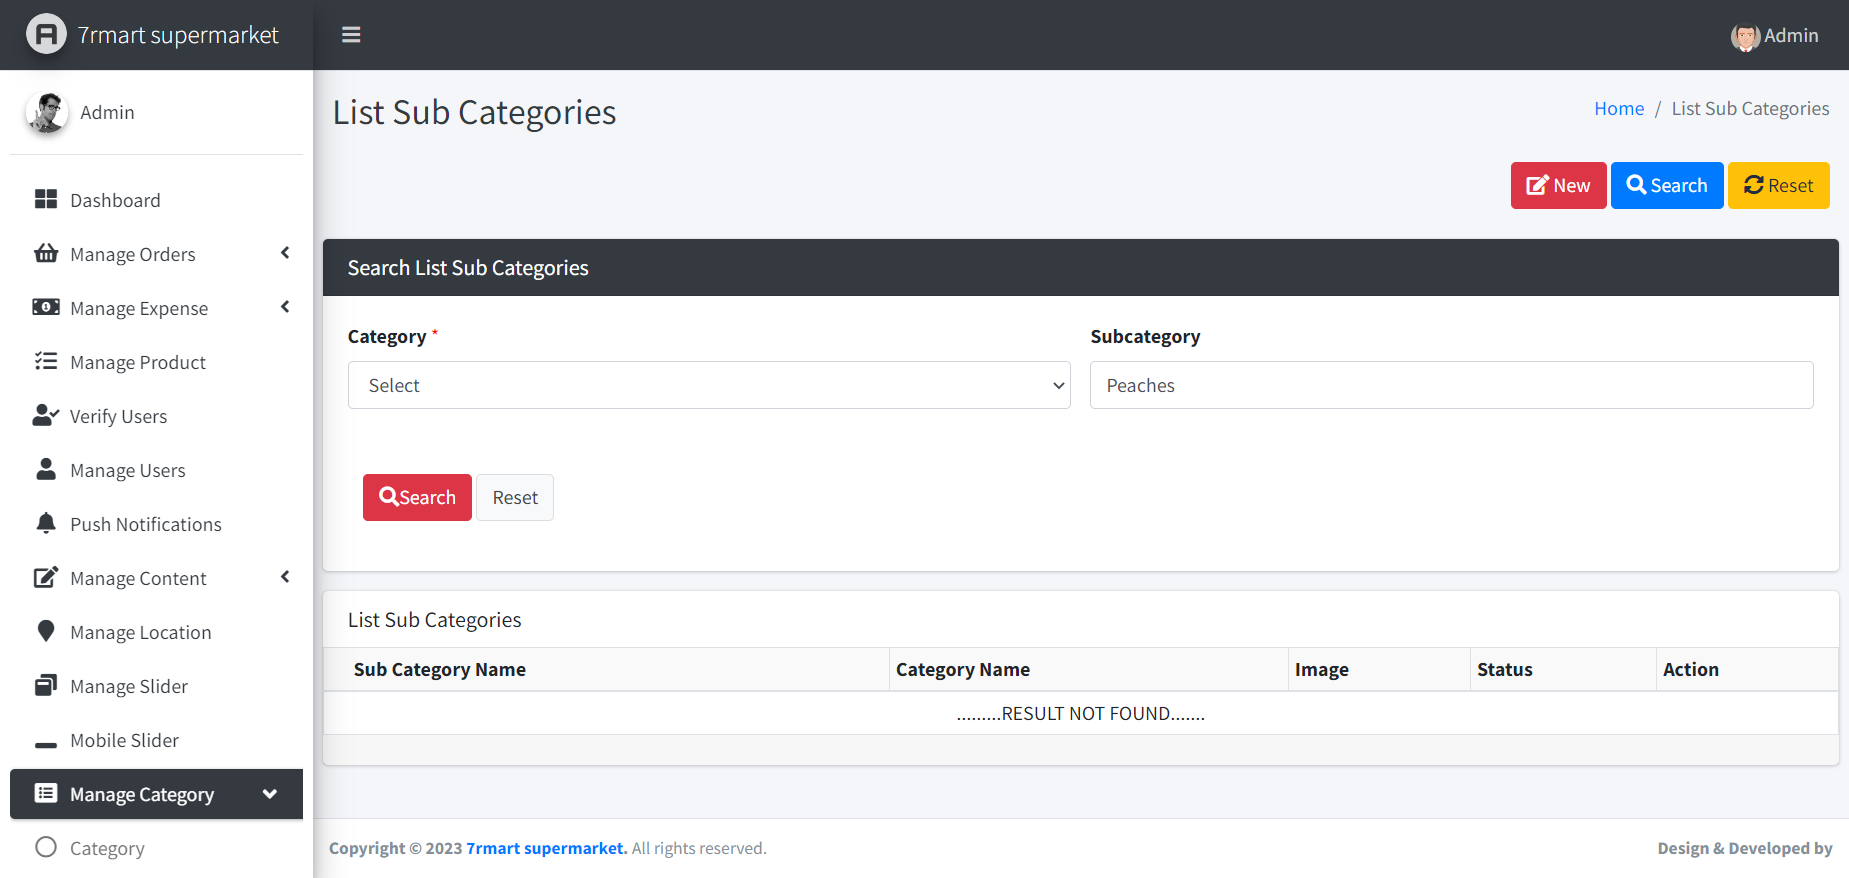 7rmart supermarket
Admin
Admin
List Sub Categories
Home / List Sub Categories
Dashboard
Manage Orders
Manage Expense
Manage Product
Verify Users
Manage Users
Push Notifications
Manage Content
Manage Location
Manage Slider
Mobile Slider
Manage Category
Category
New
Search
Reset
Search List Sub Categories
Category *
Subcategory
Select
Peaches
Search
Reset
List Sub Categories
Sub Category Name Category Name Image Status Action
.........RESULT NOT FOUND.......
Copyright © 2023 7rmart supermarket. All rights reserved.
Design & Developed by